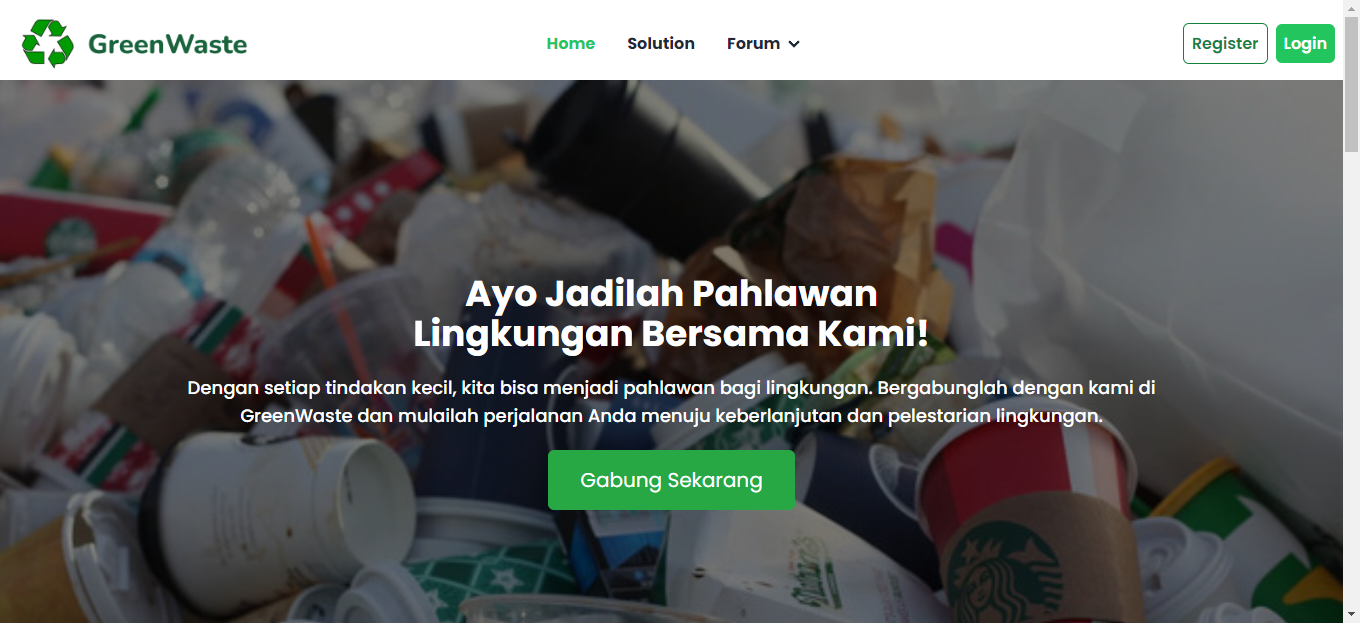 GreenWaste
Home
Solution
Forum
Register
Login
Ayo Jadilah Pahlawan
Lingkungan Bersama Kami!
Dengan setiap tindakan kecil, kita bisa menjadi pahlawan bagi lingkungan. Bergabunglah dengan kami di
GreenWaste dan mulailah perjalanan Anda menuju keberlanjutan dan pelestarian lingkungan.
Gabung Sekarang